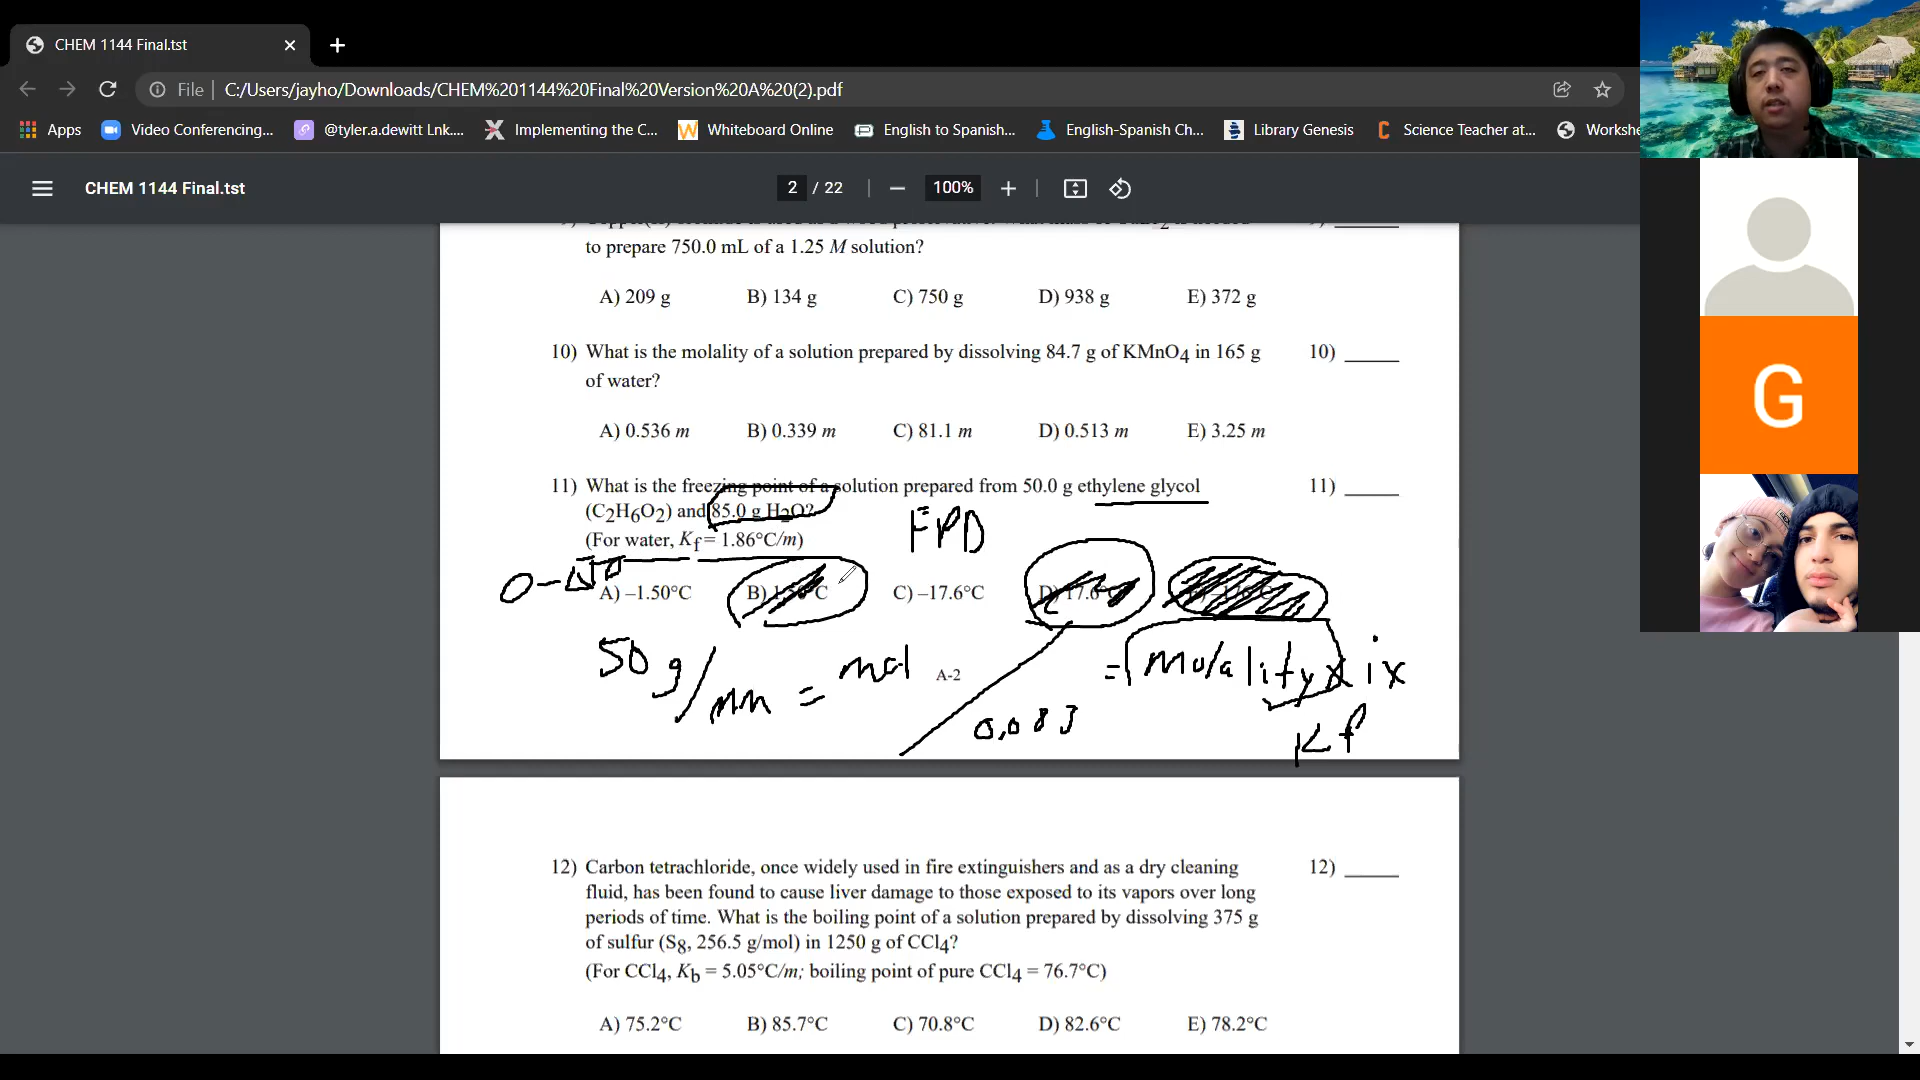 CHEM 1144 Final.tst
File
C:/Users/jayho/Downloads/CHEM%201144%20Final%20Version%20A%20(2).pdf
Apps
Video Conferencing...
@tyler.a.dewitt Lnk....
Implementing the C...
Whiteboard Online
English to Spanish...
English-Spanish Ch...
Library Genesis
Science Teacher at...
Workshe
CHEM 1144 Final.tst
2 / 22
100%
to prepare 750.0 mL of a 1.25 M solution?
A) 209 g B) 134 g C) 750 g D) 938 g E) 372 g
10) What is the molality of a solution prepared by dissolving 84.7 g of KMnO4 in 165 g 10) ______
of water?
A) 0.536 m B) 0.339 m C) 81.1 m D) 0.513 m E) 3.25 m
11) What is the freezing point of a solution prepared from 50.0 g ethylene glycol 11) ______
(C2H6O2) and 85.0 g H2O?
FPD
(For water, Kf = 1.86°C/m)
0-
A) –1.50°C B) C) –17.6°C D) 17.6°C
50 g/mm = mol
A-2
= molality x i x
Kf
0.083
12) Carbon tetrachloride, once widely used in fire extinguishers and as a dry cleaning 12) ______
fluid, has been found to cause liver damage to those exposed to its vapors over long
periods of time. What is the boiling point of a solution prepared by dissolving 375 g
of sulfur (S8, 256.5 g/mol) in 1250 g of CCl4?
(For CCl4, Kb = 5.05°C/m; boiling point of pure CCl4 = 76.7°C)
A) 75.2°C B) 85.7°C C) 70.8°C D) 82.6°C E) 78.2°C
G